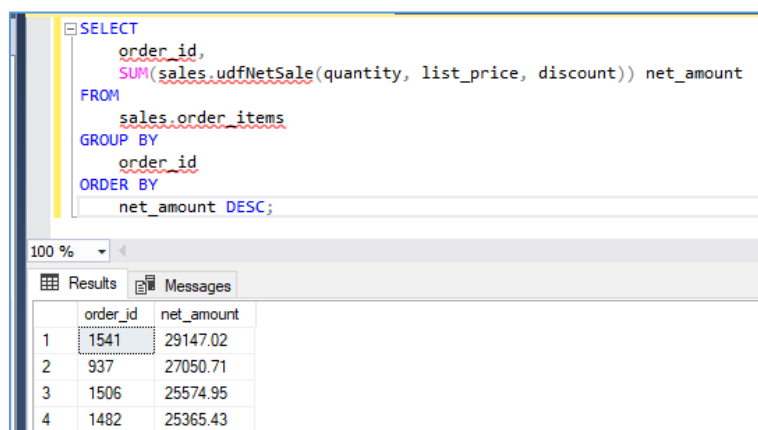 SELECT
order_id,
SUM(sales.udfNetSale(quantity, list_price, discount)) net_amount
FROM
sales.order_items
GROUP BY
order_id
ORDER BY
net_amount DESC;
100 %
Results Messages
order_id net_amount
1 1541 29147.02
2 937 27050.71
3 1506 25574.95
4 1482 25365.43